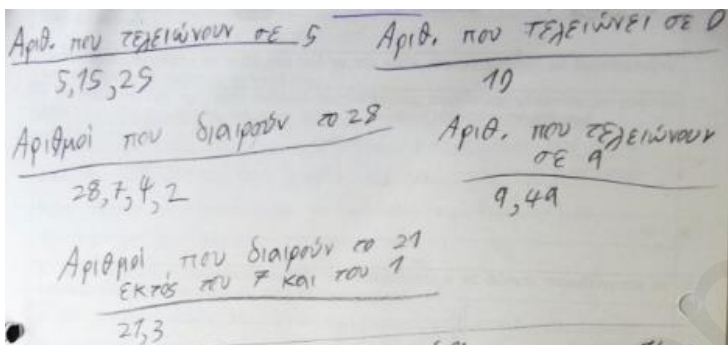 Αριθ. που τελειώνουν σε 5
5, 15, 25
Αριθ. που τελειώνει σε 0
10
Αριθμοί που διαιρούν το 28
28, 7, 4, 2
Αριθ. που τελειώνουν
σε 9
9, 49
Αριθμοί που διαιρούν το 21
εκτός του 7 και του 1
21, 3